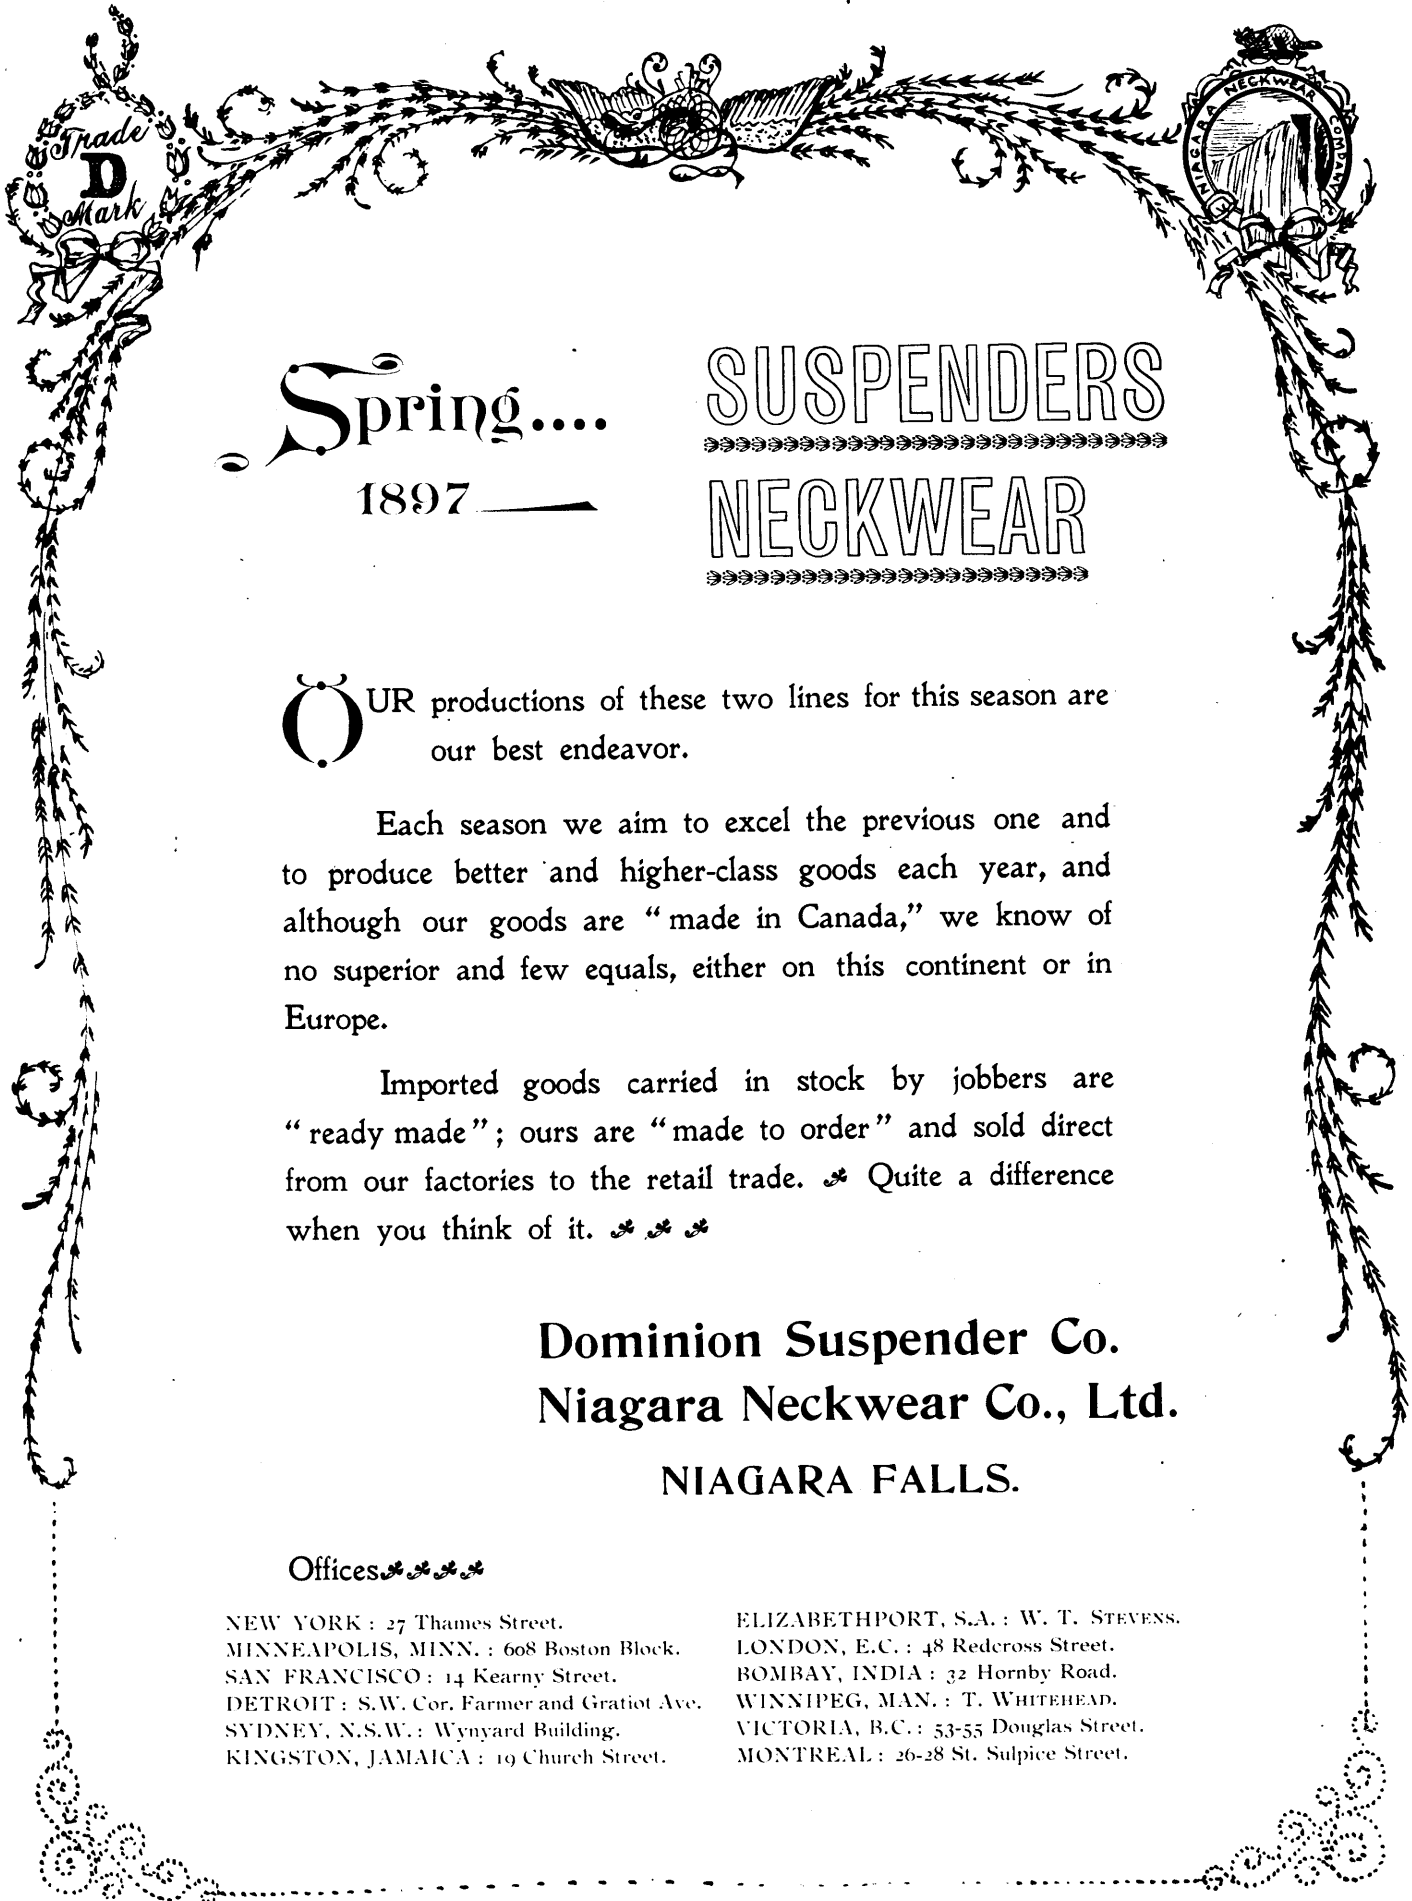 Trade
D
Mark
NIAGARA NECKWEAR COMPANY
Spring....
1897
SUSPENDERS
NECKWEAR
OUR productions of these two lines for this season are
our best endeavor.
Each season we aim to excel the previous one and
to produce better and higher-class goods each year, and
although our goods are “made in Canada,” we know of
no superior and few equals, either on this continent or in
Europe.
Imported goods carried in stock by jobbers are
“ready made”; ours are “made to order” and sold direct
from our factories to the retail trade. Quite a difference
when you think of it.
Dominion Suspender Co.
Niagara Neckwear Co., Ltd.
NIAGARA FALLS.
Offices
NEW YORK : 27 Thames Street.
MINNEAPOLIS, MINN. : 608 Boston Block.
SAN FRANCISCO : 14 Kearny Street.
DETROIT : S.W. Cor. Farmer and Gratiot Ave.
SYDNEY, N.S.W. : Wynyard Building.
KINGSTON, JAMAICA : 19 Church Street.
ELIZABETHPORT, S.A. : W. T. STEVENS.
LONDON, E.C. : 48 Redcross Street.
BOMBAY, INDIA : 32 Hornby Road.
WINNIPEG, MAN. : T. WHITEHEAD.
VICTORIA, B.C. : 53-55 Douglas Street.
MONTREAL : 26-28 St. Sulpice Street.